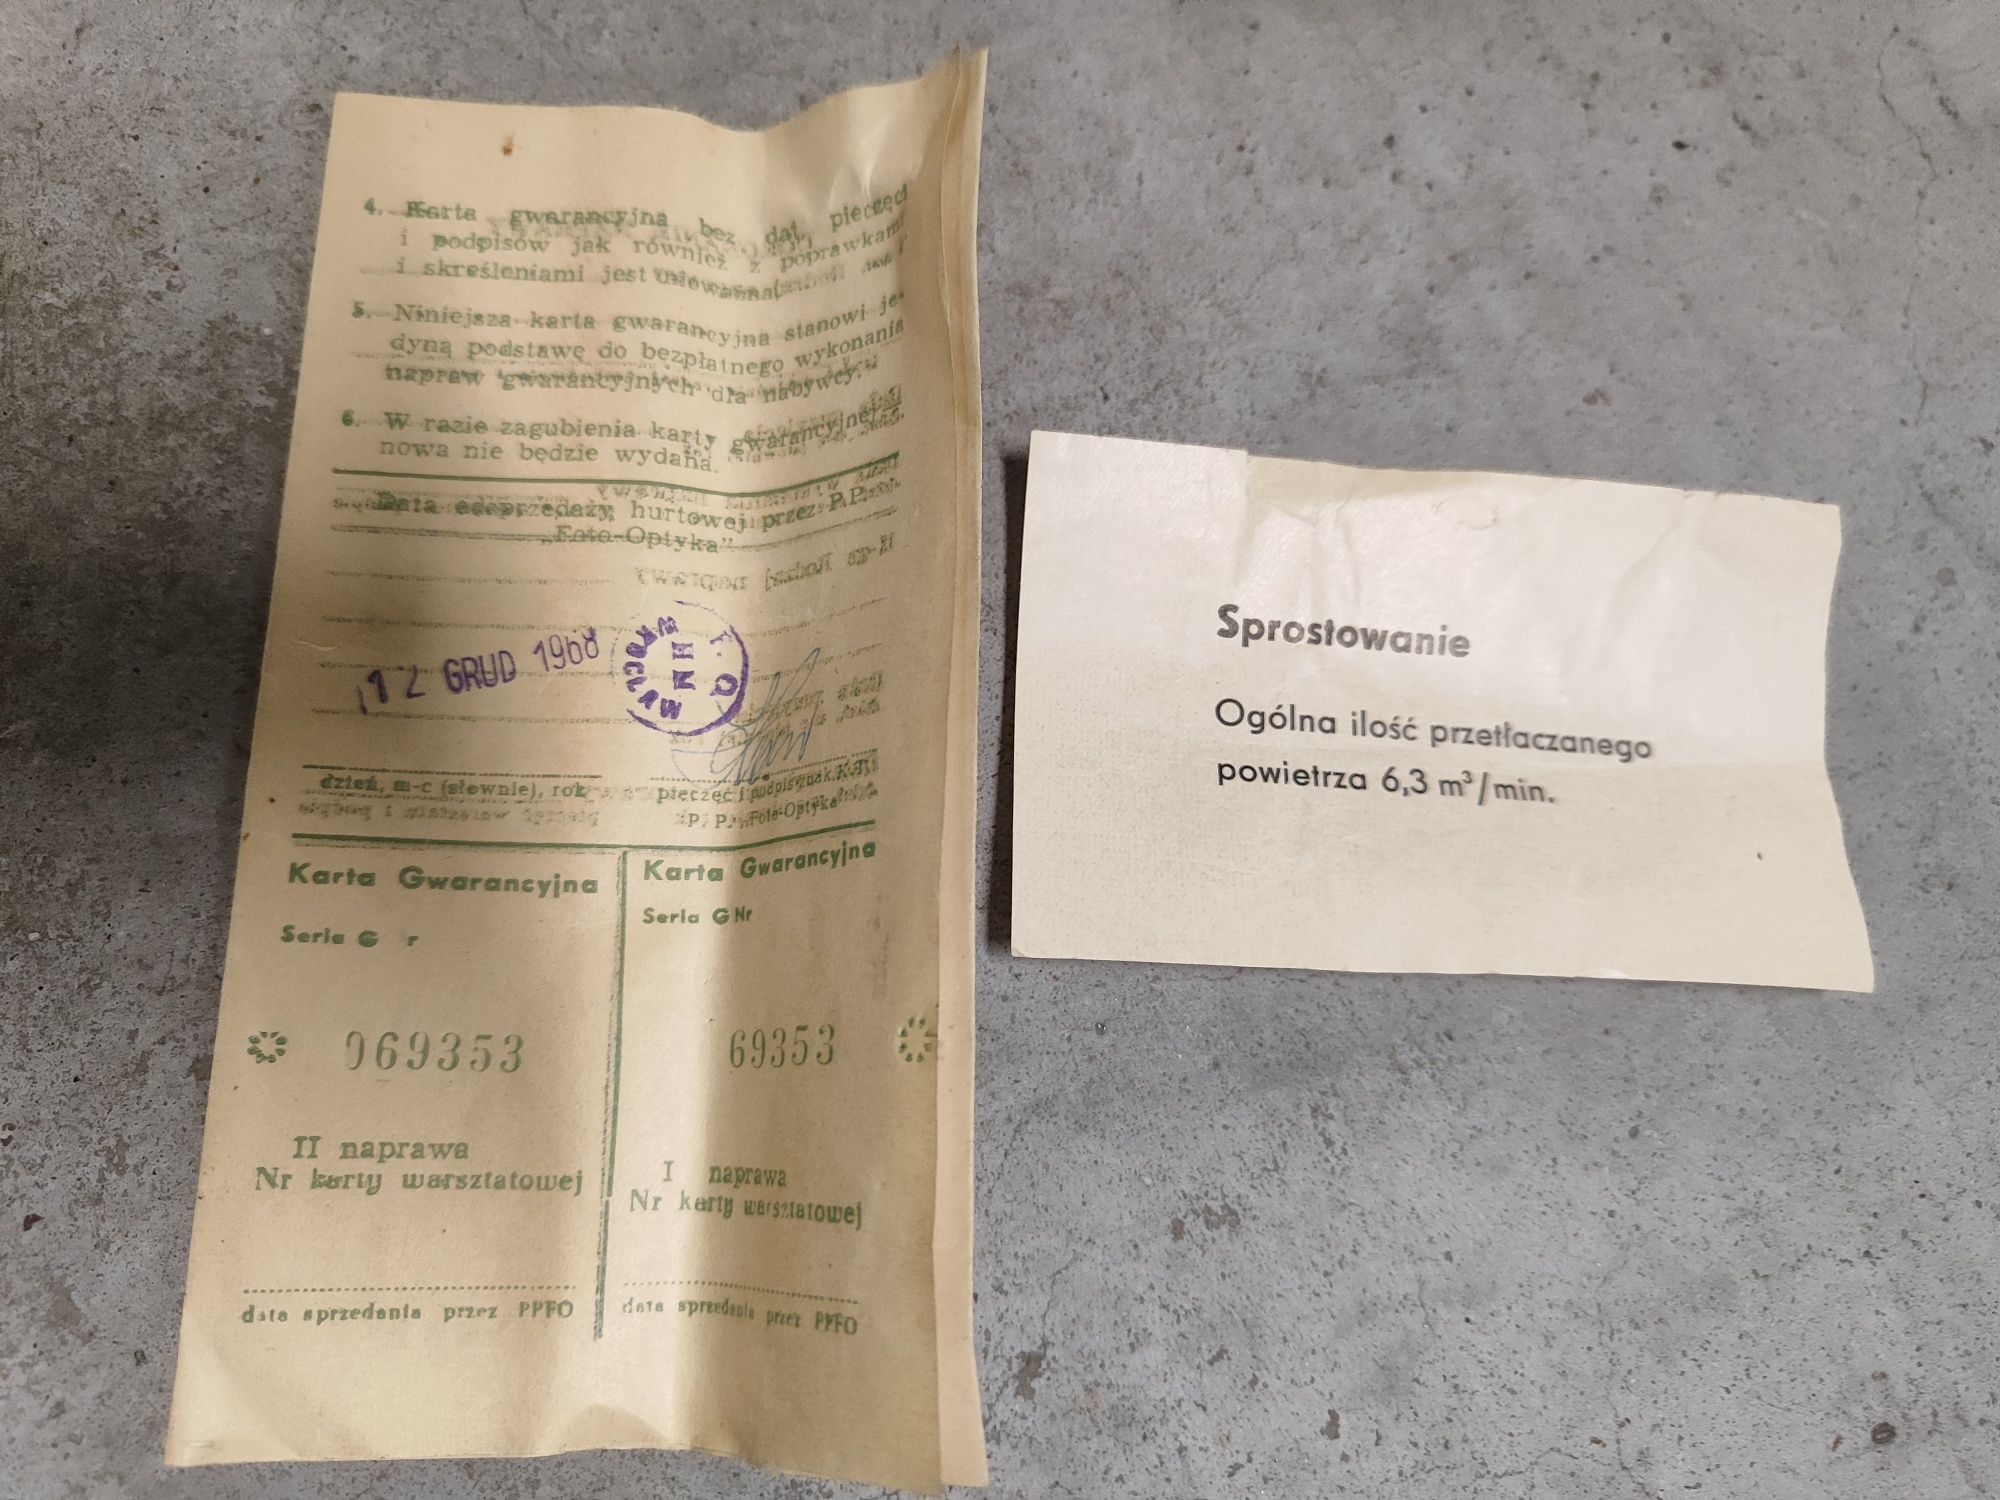 4. Karta gwarancyjna bez dat, pieczęci
i podpisów jak również z poprawkami
i skreśleniami jest nieważna.
5. Niniejsza karta gwarancyjna stanowi je-
dyną podstawę do bezpłatnego wykonania
napraw gwarancyjnych dla nabywcy.
6. W razie zagubienia karty gwarancyjnej
nowa nie będzie wydana.
Data odsprzedaży hurtowej przez P.P.
„Foto-Optyka”
12 GRUD 1968
WROCŁAW
dzień, m-c (słownie), rok
pieczęć i podpis
P. P. Foto-Optyka
Karta Gwarancyjna
Seria G r
069353
II naprawa
Nr karty warsztatowej
data sprzedania przez PPFO
Karta Gwarancyjna
Seria G Nr
69353
I naprawa
Nr karty warsztatowej
data sprzedania przez PPFO
Sprostowanie
Ogólna ilość przetłaczanego
powietrza 6,3 m³/min.